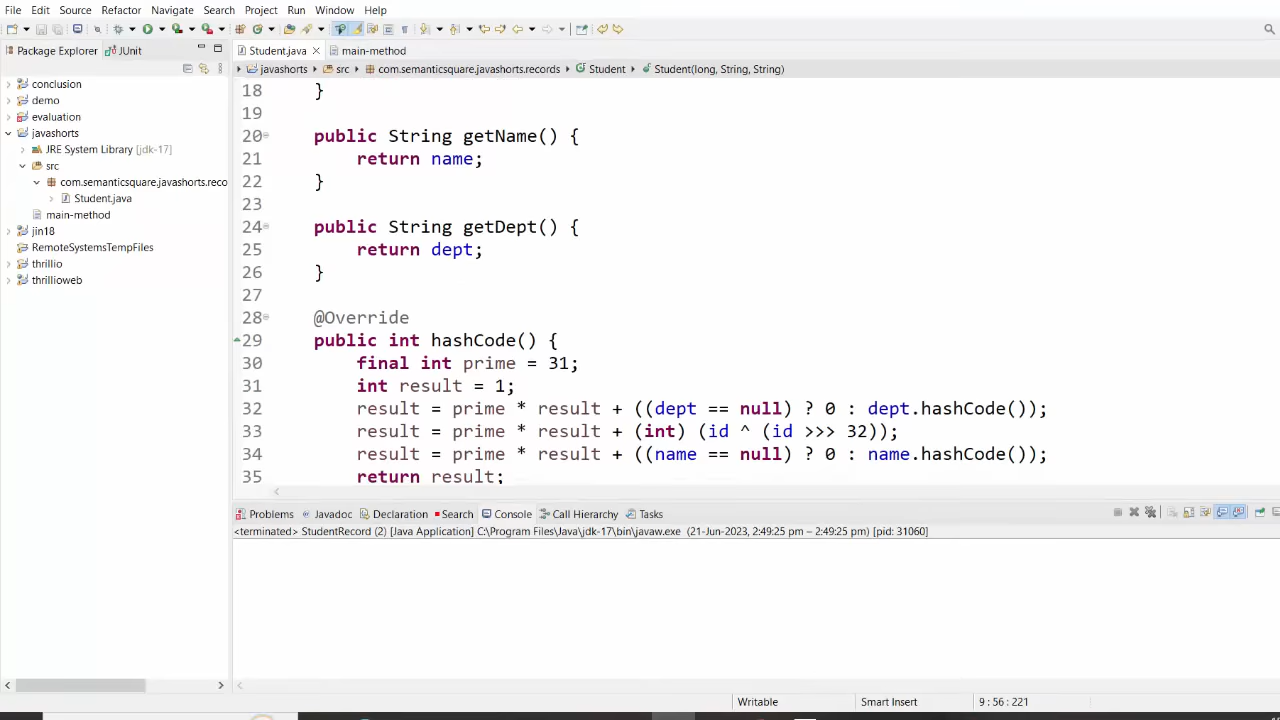 File Edit Source Refactor Navigate Search Project Run Window Help
Package Explorer JUnit
conclusion
demo
evaluation
javashorts
JRE System Library [jdk-17]
src
com.semanticsquare.javashorts.reco
Student.java
main-method
jin18
RemoteSystemsTempFiles
thrillio
thrillioweb
Student.java main-method
javashorts src com.semanticsquare.javashorts.records Student Student(long, String, String)
18 }
19
20 public String getName() {
21 return name;
22 }
23
24 public String getDept() {
25 return dept;
26 }
27
28 @Override
29 public int hashCode() {
30 final int prime = 31;
31 int result = 1;
32 result = prime * result + ((dept == null) ? 0 : dept.hashCode());
33 result = prime * result + (int) (id ^ (id >>> 32));
34 result = prime * result + ((name == null) ? 0 : name.hashCode());
35 return result;
Problems Javadoc Declaration Search Console Call Hierarchy Tasks
<terminated> StudentRecord (2) [Java Application] C:\Program Files\Java\jdk-17\bin\javaw.exe (21-Jun-2023, 2:49:25 pm – 2:49:25 pm) [pid: 31060]
Writable Smart Insert 9 : 56 : 221